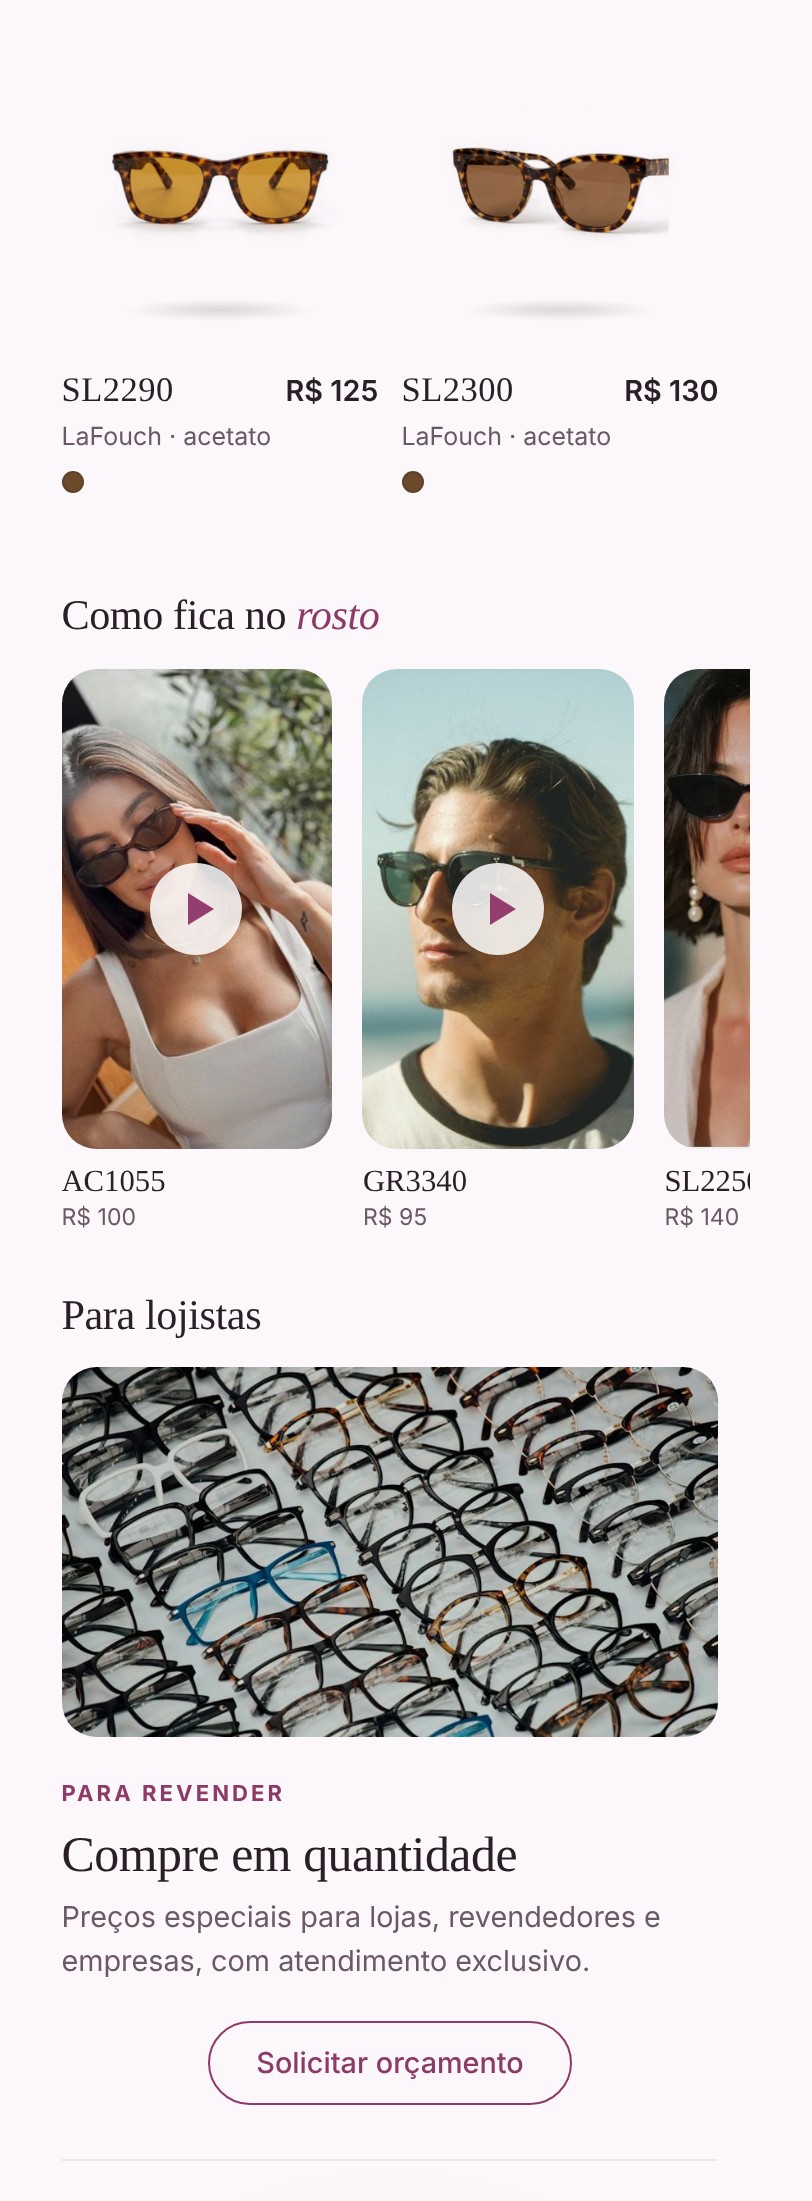 SL2290 R$ 125
LaFouch · acetato
SL2300 R$ 130
LaFouch · acetato
Como fica no rosto
AC1055
R$ 100
GR3340
R$ 95
SL2250
R$ 140
Para lojistas
PARA REVENDER
Compre em quantidade
Preços especiais para lojas, revendedores e
empresas, com atendimento exclusivo.
Solicitar orçamento